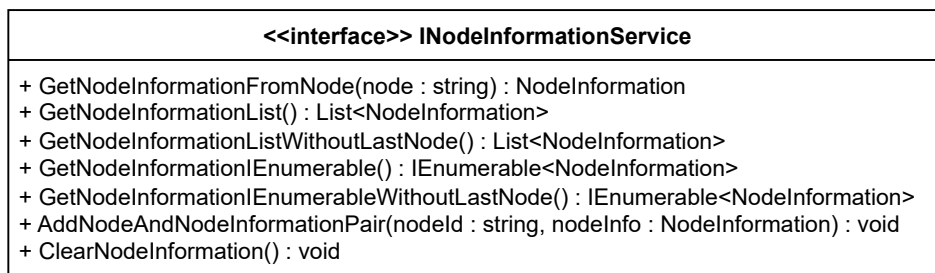 <<interface>> INodeInformationService
+ GetNodeInformationFromNode(node : string) : NodeInformation
+ GetNodeInformationList() : List<NodeInformation>
+ GetNodeInformationListWithoutLastNode() : List<NodeInformation>
+ GetNodeInformationIEnumerable() : IEnumerable<NodeInformation>
+ GetNodeInformationIEnumerableWithoutLastNode() : IEnumerable<NodeInformation>
+ AddNodeAndNodeInformationPair(nodeId : string, nodeInfo : NodeInformation) : void
+ ClearNodeInformation() : void